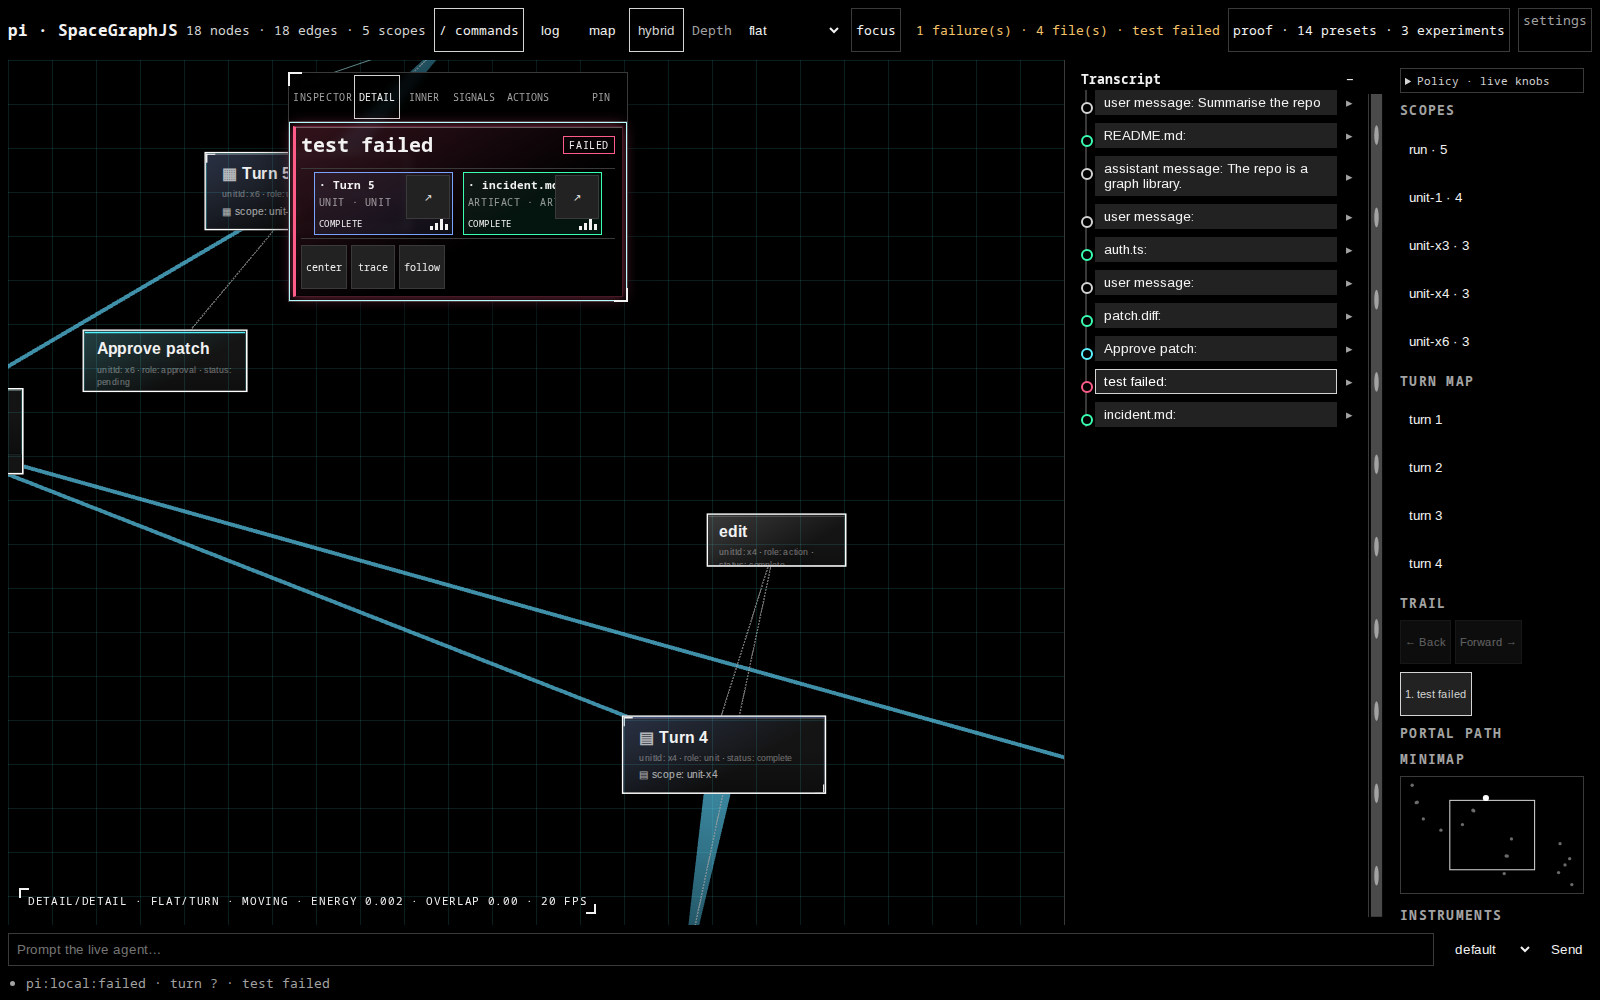 pi · SpaceGraphJS 18 nodes · 18 edges · 5 scopes / commands log map hybrid Depth flat focus 1 failure(s) · 4 file(s) · test failed proof · 14 presets · 3 experiments settings
INSPECTOR DETAIL INNER SIGNALS ACTIONS PIN
test failed FAILED
· Turn 5 ↗
UNIT · UNIT
COMPLETE
· incident.md ↗
ARTIFACT · AR
COMPLETE
center trace follow
▦ Turn 5
unitId: x6 · role:
▦ scope: unit-
Approve patch
unitId: x6 · role: approval · status:
pending
edit
unitId: x4 · role: action ·
status: complete
▤ Turn 4
unitId: x4 · role: unit · status: complete
▤ scope: unit-x4
DETAIL/DETAIL · FLAT/TURN · MOVING · ENERGY 0.002 · OVERLAP 0.00 · 20 FPS
Transcript –
user message: Summarise the repo ▸
README.md: ▸
assistant message: The repo is a
graph library. ▸
user message: ▸
auth.ts: ▸
user message: ▸
patch.diff: ▸
Approve patch: ▸
test failed: ▸
incident.md: ▸
▸ Policy · live knobs
SCOPES
run · 5
unit-1 · 4
unit-x3 · 3
unit-x4 · 3
unit-x6 · 3
TURN MAP
turn 1
turn 2
turn 3
turn 4
TRAIL
← Back Forward →
1. test failed
PORTAL PATH
MINIMAP
INSTRUMENTS
Prompt the live agent… default Send
● pi:local:failed · turn ? · test failed